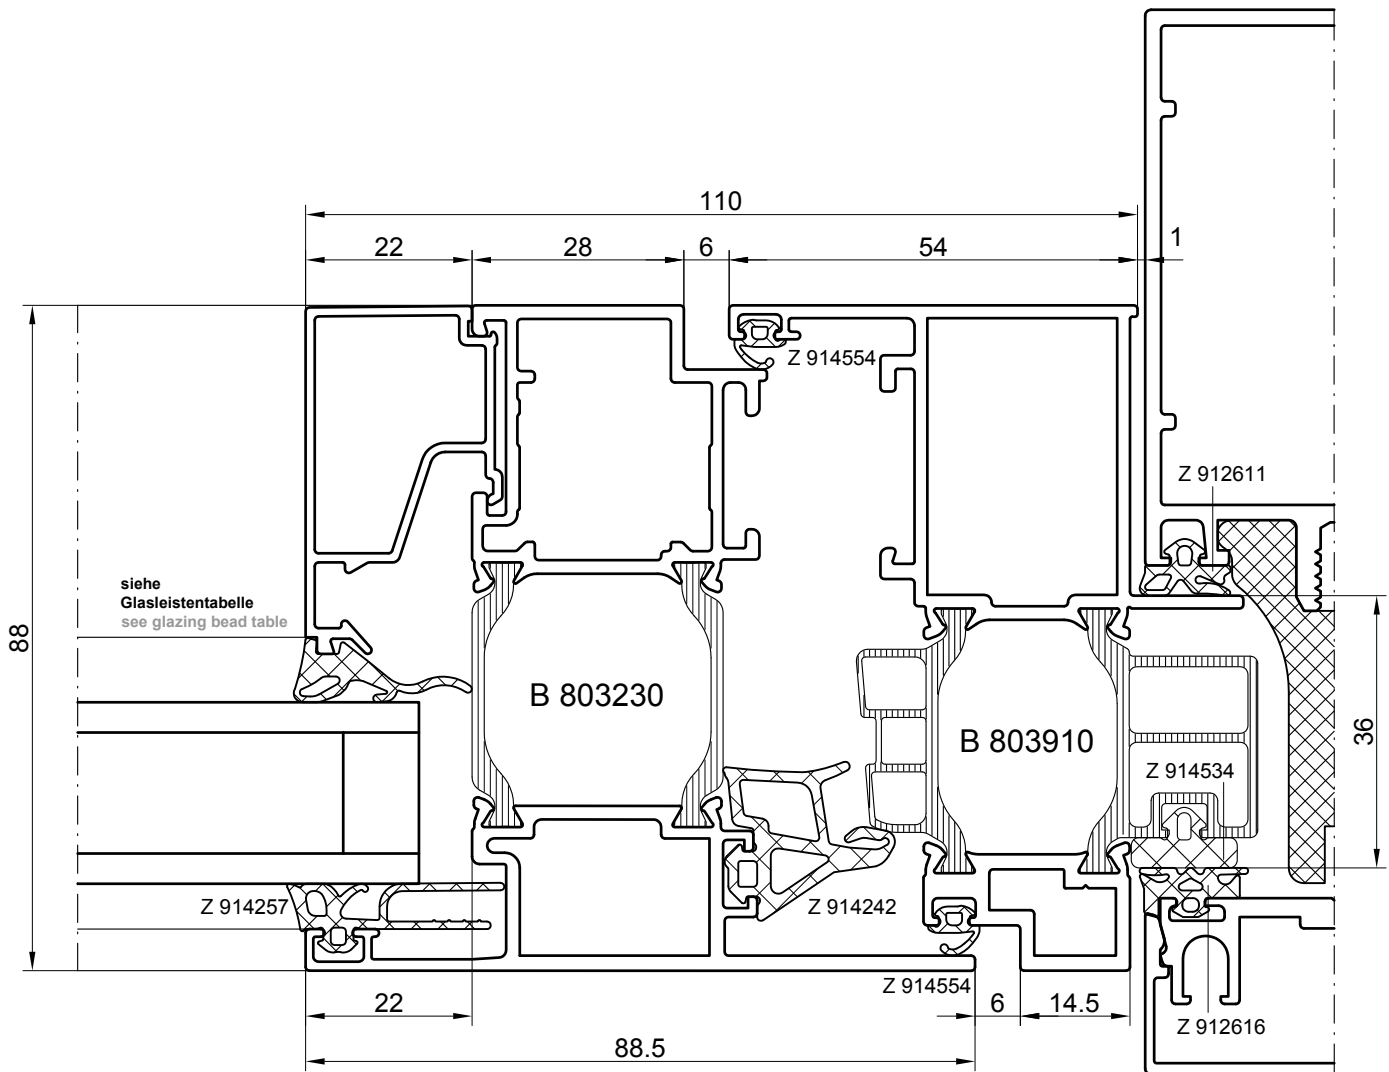 110
22
28
6
54
1
Z 914554
Z 912611
siehe
Glasleistentabelle
see glazing bead table
88
B 803230
B 803910
36
Z 914534
Z 914257
Z 914242
Z 914554
22
6
14.5
Z 912616
88.5